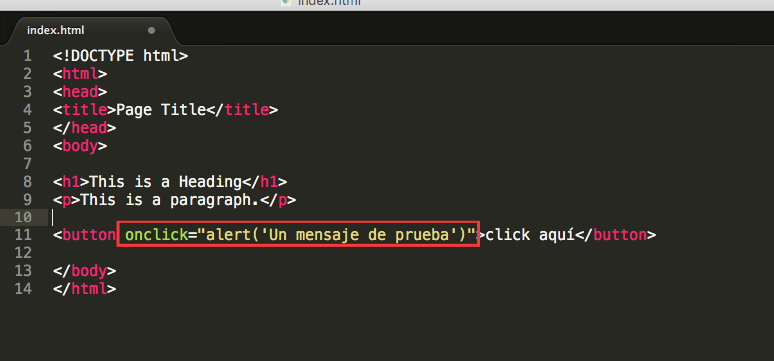 index.html
index.html
1 <!DOCTYPE html>
2 <html>
3 <head>
4 <title>Page Title</title>
5 </head>
6 <body>
7
8 <h1>This is a Heading</h1>
9 <p>This is a paragraph.</p>
10
11 <button onclick="alert('Un mensaje de prueba')">click aquí</button>
12
13 </body>
14 </html>